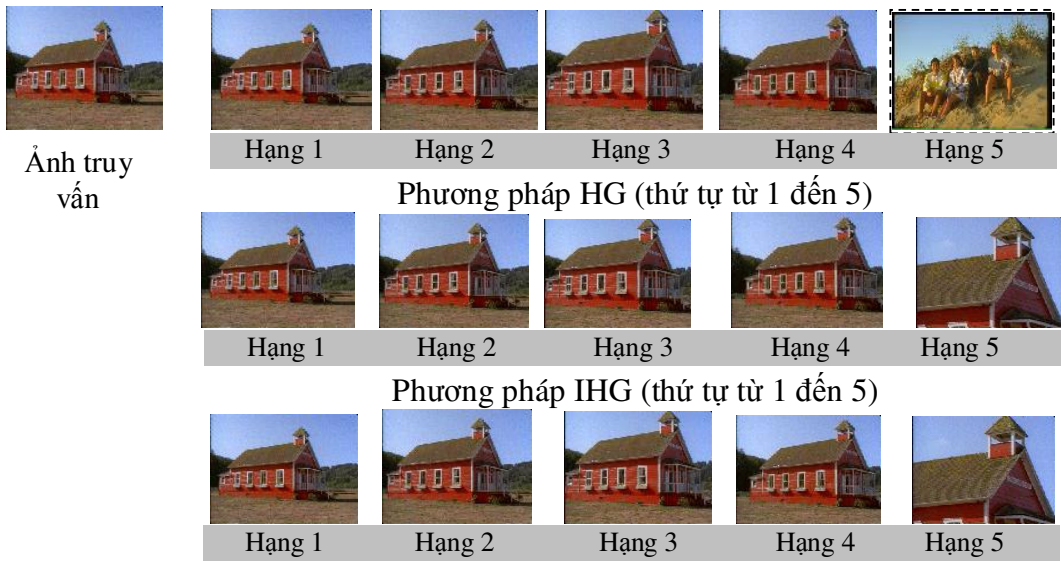 Ảnh truy
vấn
Hạng 1 Hạng 2 Hạng 3 Hạng 4 Hạng 5
Phương pháp HG (thứ tự từ 1 đến 5)
Hạng 1 Hạng 2 Hạng 3 Hạng 4 Hạng 5
Phương pháp IHG (thứ tự từ 1 đến 5)
Hạng 1 Hạng 2 Hạng 3 Hạng 4 Hạng 5